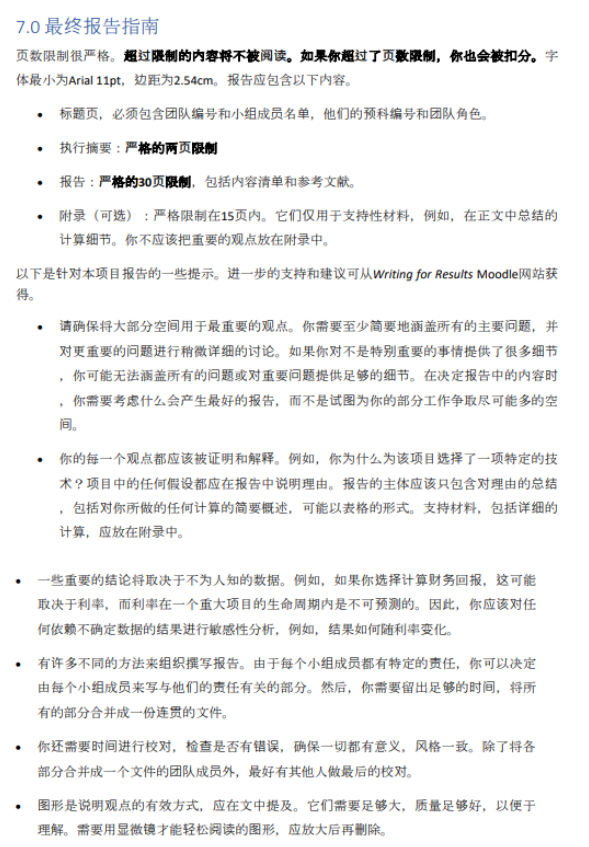 7.0 最终报告指南
页数限制很严格。超过限制的内容将不被阅读。如果你超过了页数限制，你也会被扣分。字
体最小为Arial 11pt，边距为2.54cm。报告应包含以下内容。
• 标题页，必须包含团队编号和小组成员名单，他们的预科编号和团队角色。
• 执行摘要：严格的两页限制
• 报告：严格的30页限制，包括内容清单和参考文献。
• 附录（可选）：严格限制在15页内。它们仅用于支持性材料，例如，在正文中总结的
计算细节。你不应该把重要的观点放在附录中。
以下是针对本项目报告的一些提示。进一步的支持和建议可从Writing for Results Moodle网站获
得。
• 请确保将大部分空间用于最重要的观点。你需要至少简要地涵盖所有的主要问题，并
对更重要的问题进行稍微详细的讨论。如果你对不是特别重要的事情提供了很多细节
，你可能无法涵盖所有的问题或对重要问题提供足够的细节。在决定报告中的内容时
，你需要考虑什么会产生最好的报告，而不是试图为你的部分工作争取尽可能多的空
间。
• 你的每一个观点都应该被证明和解释。例如，你为什么为该项目选择了一项特定的技
术？项目中的任何假设都应在报告中说明理由。报告的主体应该只包含对理由的总结
，包括对你所做的任何计算的简要概述，可能以表格的形式。支持材料，包括详细的
计算，应放在附录中。
• 一些重要的结论将取决于不为人知的数据。例如，如果你选择计算财务回报，这可能
取决于利率，而利率在一个重大项目的生命周期内是不可预测的。因此，你应该对任
何依赖不确定数据的结果进行敏感性分析，例如，结果如何随利率变化。
• 有许多不同的方法来组织撰写报告。由于每个小组成员都有特定的责任，你可以决定
由每个小组成员来写与他们的责任有关的部分。然后，你需要留出足够的时间，将所
有的部分合并成一份连贯的文件。
• 你还需要时间进行校对，检查是否有错误，确保一切都有意义，风格一致。除了将各
部分合并成一个文件的团队成员外，最好有其他人做最后的校对。
• 图形是说明观点的有效方式，应在文中提及。它们需要足够大，质量足够好，以便于
理解。需要用显微镜才能轻松阅读的图形，应放大后再删除。